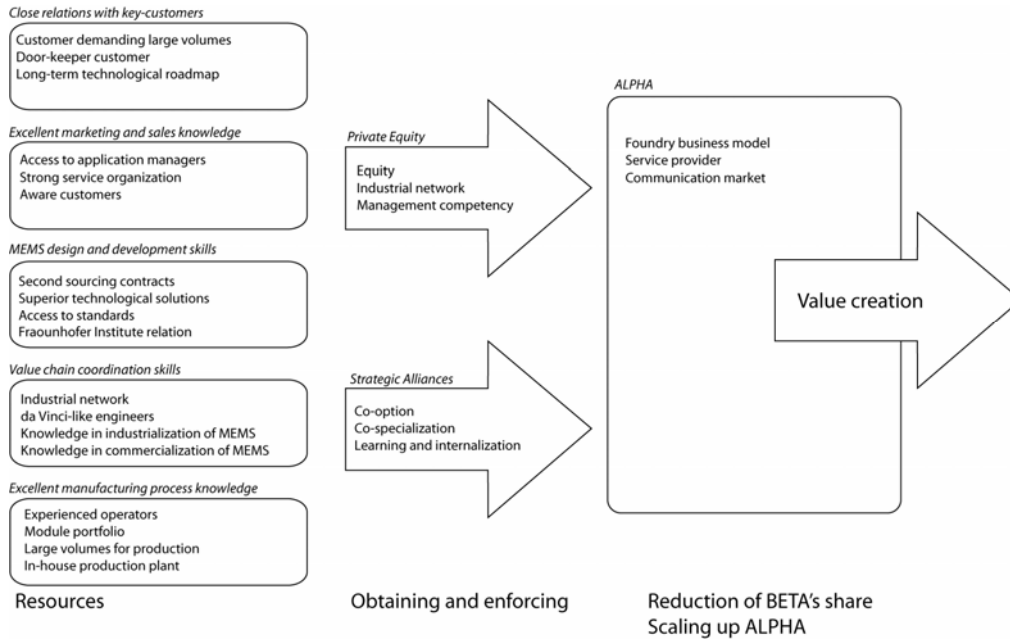 Close relations with key-customers
Customer demanding large volumes
Door-keeper customer
Long-term technological roadmap
Excellent marketing and sales knowledge
Access to application managers
Strong service organization
Aware customers
MEMS design and development skills
Second sourcing contracts
Superior technological solutions
Access to standards
Fraounhofer Institute relation
Value chain coordination skills
Industrial network
da Vinci-like engineers
Knowledge in industrialization of MEMS
Knowledge in commercialization of MEMS
Excellent manufacturing process knowledge
Experienced operators
Module portfolio
Large volumes for production
In-house production plant
Resources
Private Equity
Equity
Industrial network
Management competency
Strategic Alliances
Co-option
Co-specialization
Learning and internalization
Obtaining and enforcing
ALPHA
Foundry business model
Service provider
Communication market
Value creation
Reduction of BETA's share
Scaling up ALPHA